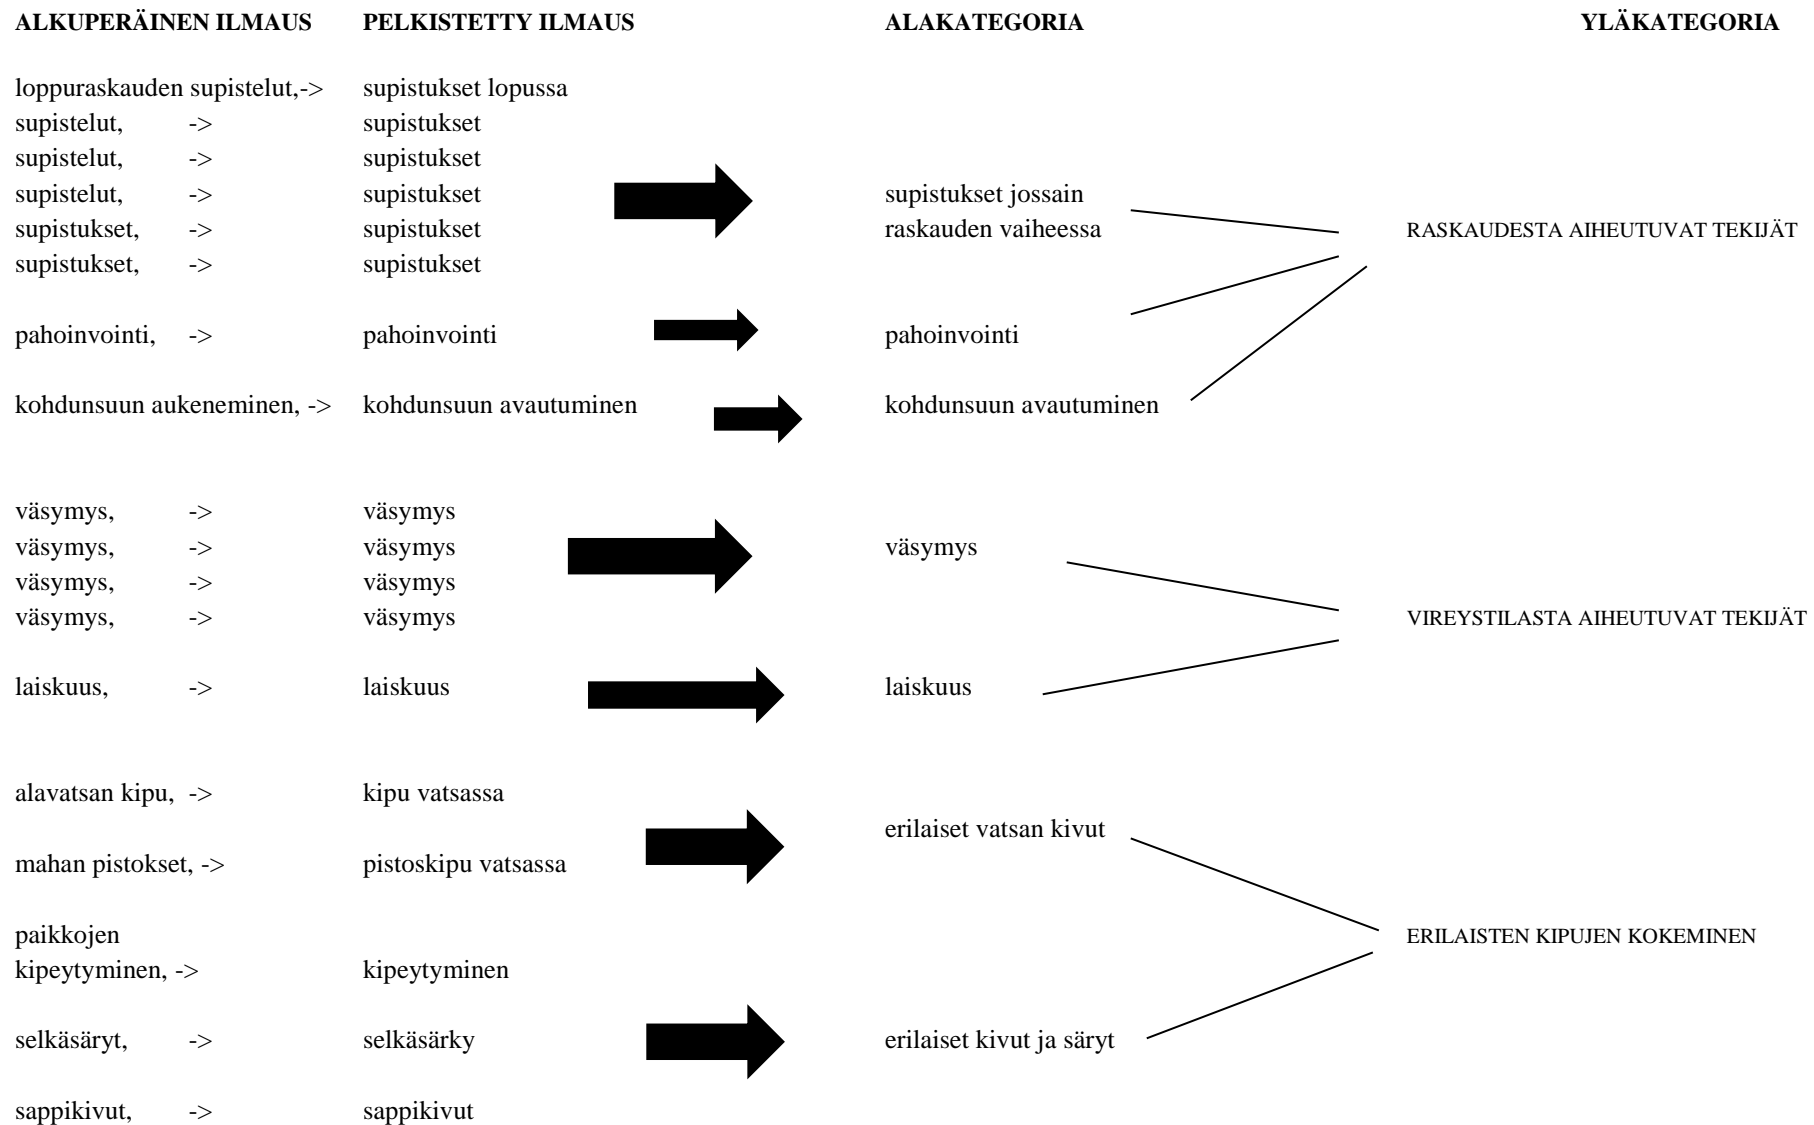 ALKUPERÄINEN ILMAUS PELKISTETTY ILMAUS ALAKATEGORIA YLÄKATEGORIA
loppuraskauden supistelut,-> supistukset lopussa
supistelut, -> supistukset
supistelut, -> supistukset
supistelut, -> supistukset supistukset jossain
supistukset, -> supistukset raskauden vaiheessa RASKAUDESTA AIHEUTUVAT TEKIJÄT
supistukset, -> supistukset
pahoinvointi, -> pahoinvointi pahoinvointi
kohdunsuun aukeneminen, -> kohdunsuun avautuminen kohdunsuun avautuminen
väsymys, -> väsymys
väsymys, -> väsymys väsymys
väsymys, -> väsymys
väsymys, -> väsymys VIREYSTILASTA AIHEUTUVAT TEKIJÄT
laiskuus, -> laiskuus laiskuus
alavatsan kipu, -> kipu vatsassa
erilaiset vatsan kivut
mahan pistokset, -> pistoskipu vatsassa
paikkojen ERILAISTEN KIPUJEN KOKEMINEN
kipeytyminen, -> kipeytyminen
selkäsäryt, -> selkäsärky erilaiset kivut ja säryt
sappikivut, -> sappikivut